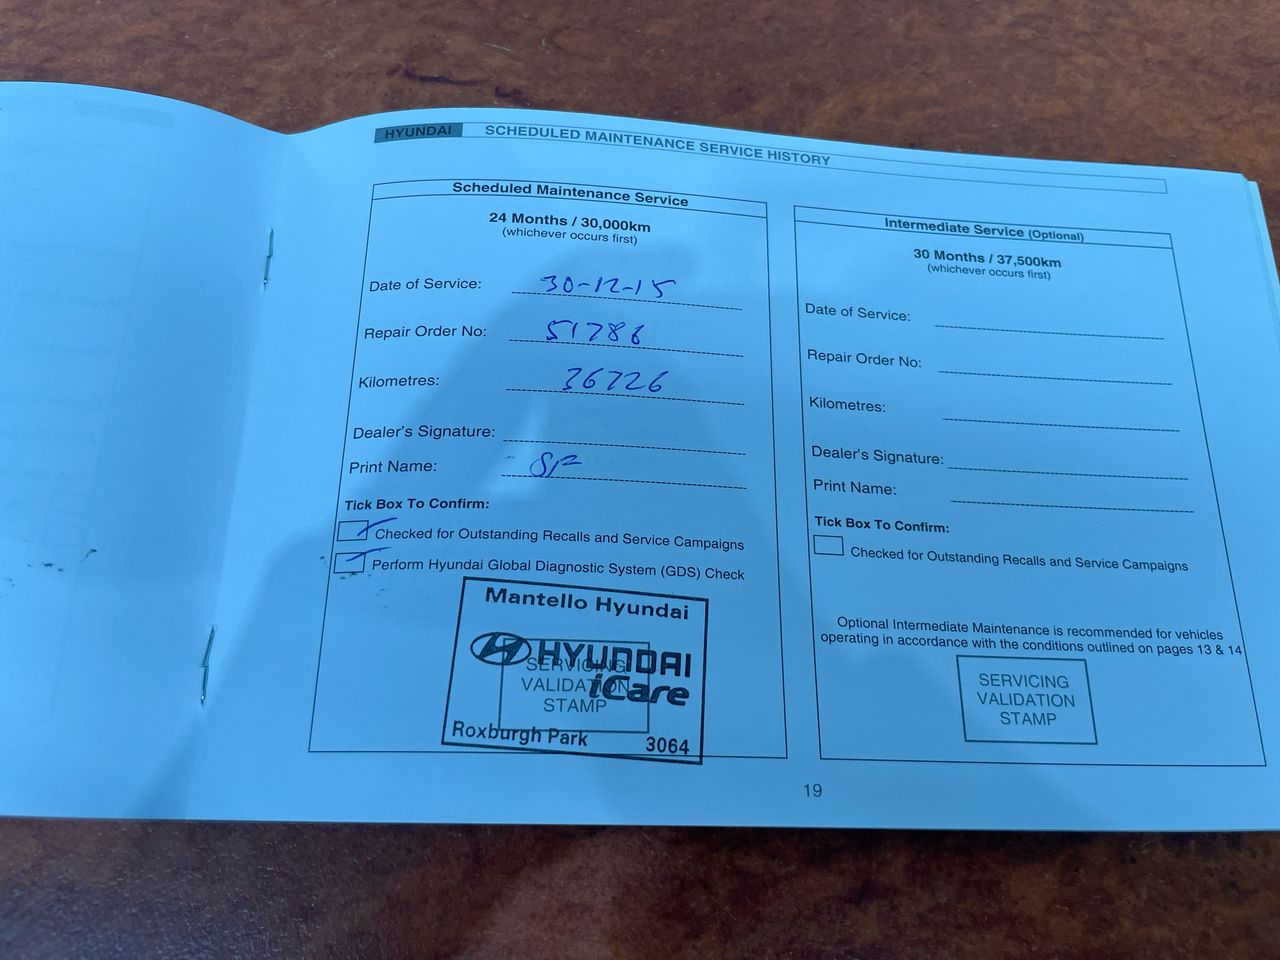 HYUNDAI SCHEDULED MAINTENANCE SERVICE HISTORY
Scheduled Maintenance Service
24 Months / 30,000km
(whichever occurs first)
Date of Service: 30-12-15
Repair Order No: 51786
Kilometres: 36726
Dealer's Signature:
Print Name: SF
Tick Box To Confirm:
Checked for Outstanding Recalls and Service Campaigns
Perform Hyundai Global Diagnostic System (GDS) Check
Mantello Hyundai
HYUNDAI
iCare
SERVICING
VALIDATION
STAMP
Roxburgh Park 3064
Intermediate Service (Optional)
30 Months / 37,500km
(whichever occurs first)
Date of Service:
Repair Order No:
Kilometres:
Dealer's Signature:
Print Name:
Tick Box To Confirm:
Checked for Outstanding Recalls and Service Campaigns
Optional Intermediate Maintenance is recommended for vehicles
operating in accordance with the conditions outlined on pages 13 & 14
SERVICING
VALIDATION
STAMP
19